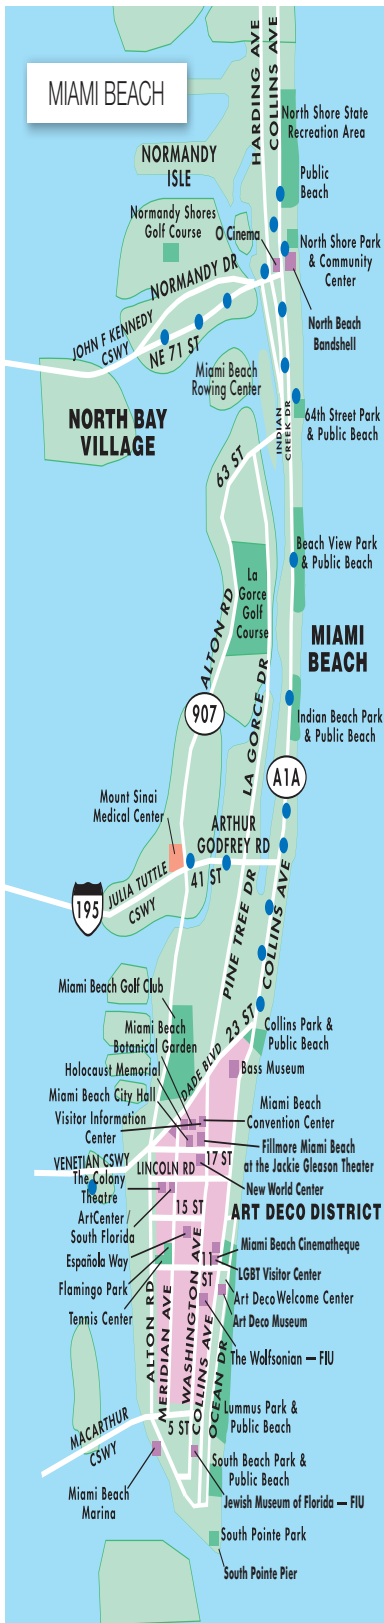 MIAMI BEACH
HARDING AVE
COLLINS AVE
North Shore State
Recreation Area
NORMANDY
ISLE
Public
Beach
Normandy Shores
Golf Course
O Cinema
North Shore Park
& Community
Center
NORMANDY DR
JOHN F KENNEDY
CSWY
NE 71 ST
North Beach
Bandshell
Miami Beach
Rowing Center
INDIAN
CREEK DR
64th Street Park
& Public Beach
NORTH BAY
VILLAGE
63 ST
Beach View Park
& Public Beach
La
Gorce
Golf
Course
ALTON RD
MIAMI
BEACH
LA GORCE DR
907
Indian Beach Park
& Public Beach
A1A
Mount Sinai
Medical Center
ARTHUR
GODFREY RD
41 ST
JULIA TUTTLE
CSWY
195
PINE TREE DR
COLLINS AVE
Miami Beach Golf Club
23 ST
Miami Beach
Botanical Garden
Collins Park &
Public Beach
DADE BLVD
Holocaust Memorial
Bass Museum
Miami Beach City Hall
Miami Beach
Convention Center
Visitor Information
Center
Fillmore Miami Beach
at the Jackie Gleason Theater
VENETIAN CSWY
17 ST
LINCOLN RD
The Colony
Theatre
New World Center
ArtCenter/
South Florida
15 ST
ART DECO DISTRICT
Española Way
Miami Beach Cinematheque
11
ST
LGBT Visitor Center
Flamingo Park
Tennis Center
Art Deco Welcome Center
Art Deco Museum
ALTON RD
MERIDIAN AVE
WASHINGTON AVE
COLLINS AVE
OCEAN DR
The Wolfsonian — FIU
Lummus Park &
Public Beach
5 ST
MACARTHUR
CSWY
South Beach Park &
Public Beach
Miami Beach
Marina
Jewish Museum of Florida — FIU
South Pointe Park
South Pointe Pier